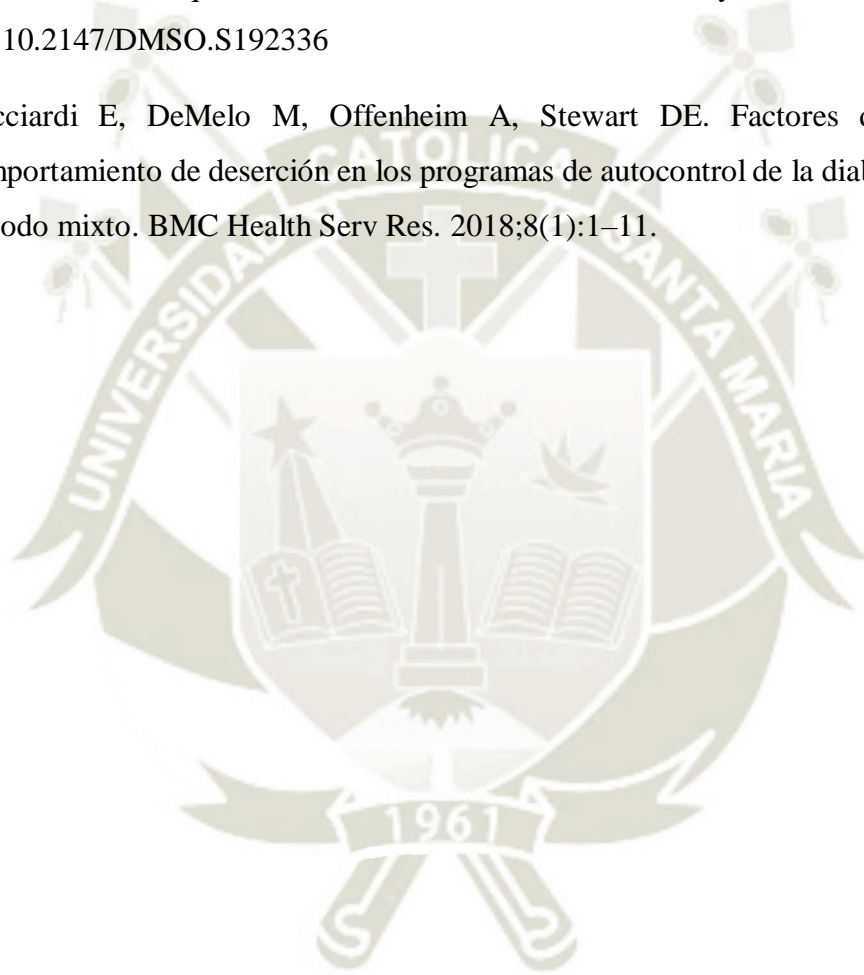 10.2147/DMSO.S192336
cciardi E, DeMelo M, Offenheim A, Stewart DE. Factores
mportamiento de deserción en los programas de autocontrol de la diab
odo mixto. BMC Health Serv Res. 2018;8(1):1–11.
UNIVERSIDAD CATOLICA SANTA MARIA
1961